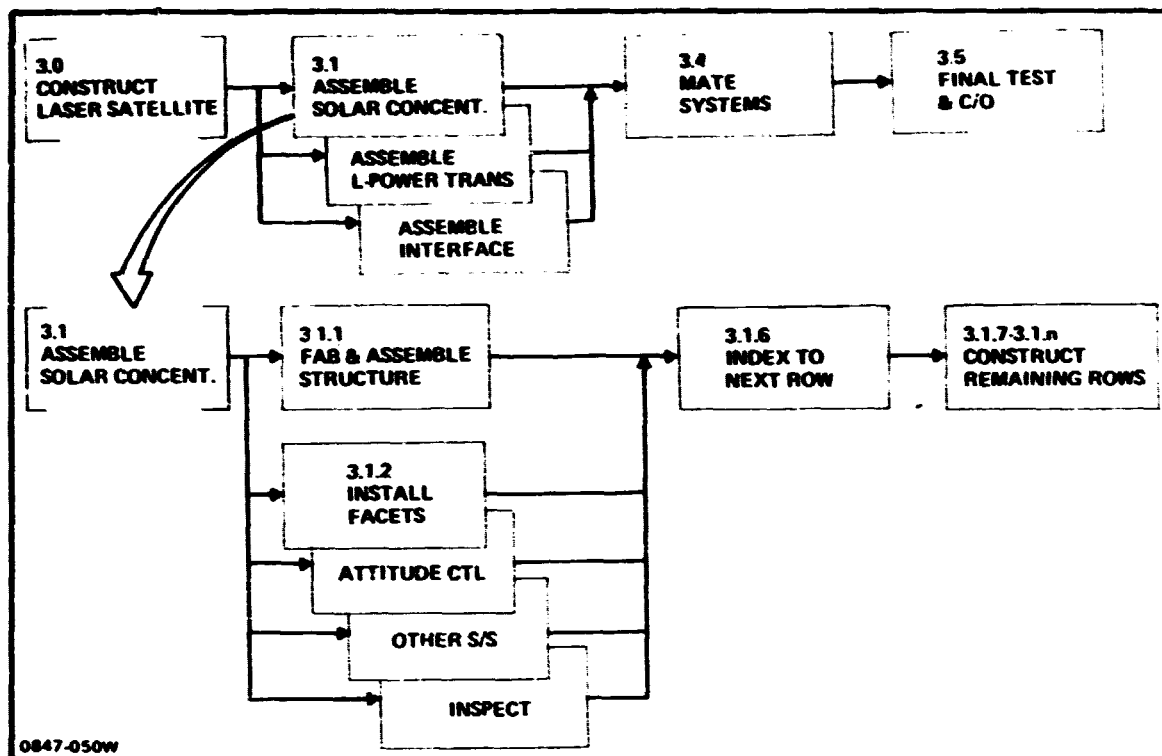 3.0
CONSTRUCT
LASER SATELLITE
3.1
ASSEMBLE
SOLAR CONCENT.
ASSEMBLE
L-POWER TRANS
ASSEMBLE
INTERFACE
3.4
MATE
SYSTEMS
3.5
FINAL TEST
& C/O
3.1
ASSEMBLE
SOLAR CONCENT.
3 1.1
FAB & ASSEMBLE
STRUCTURE
3.1.2
INSTALL
FACETS
ATTITUDE CTL
OTHER S/S
INSPECT
3.1.6
INDEX TO
NEXT ROW
3.1.7-3.1.n
CONSTRUCT
REMAINING ROWS
0847-050W